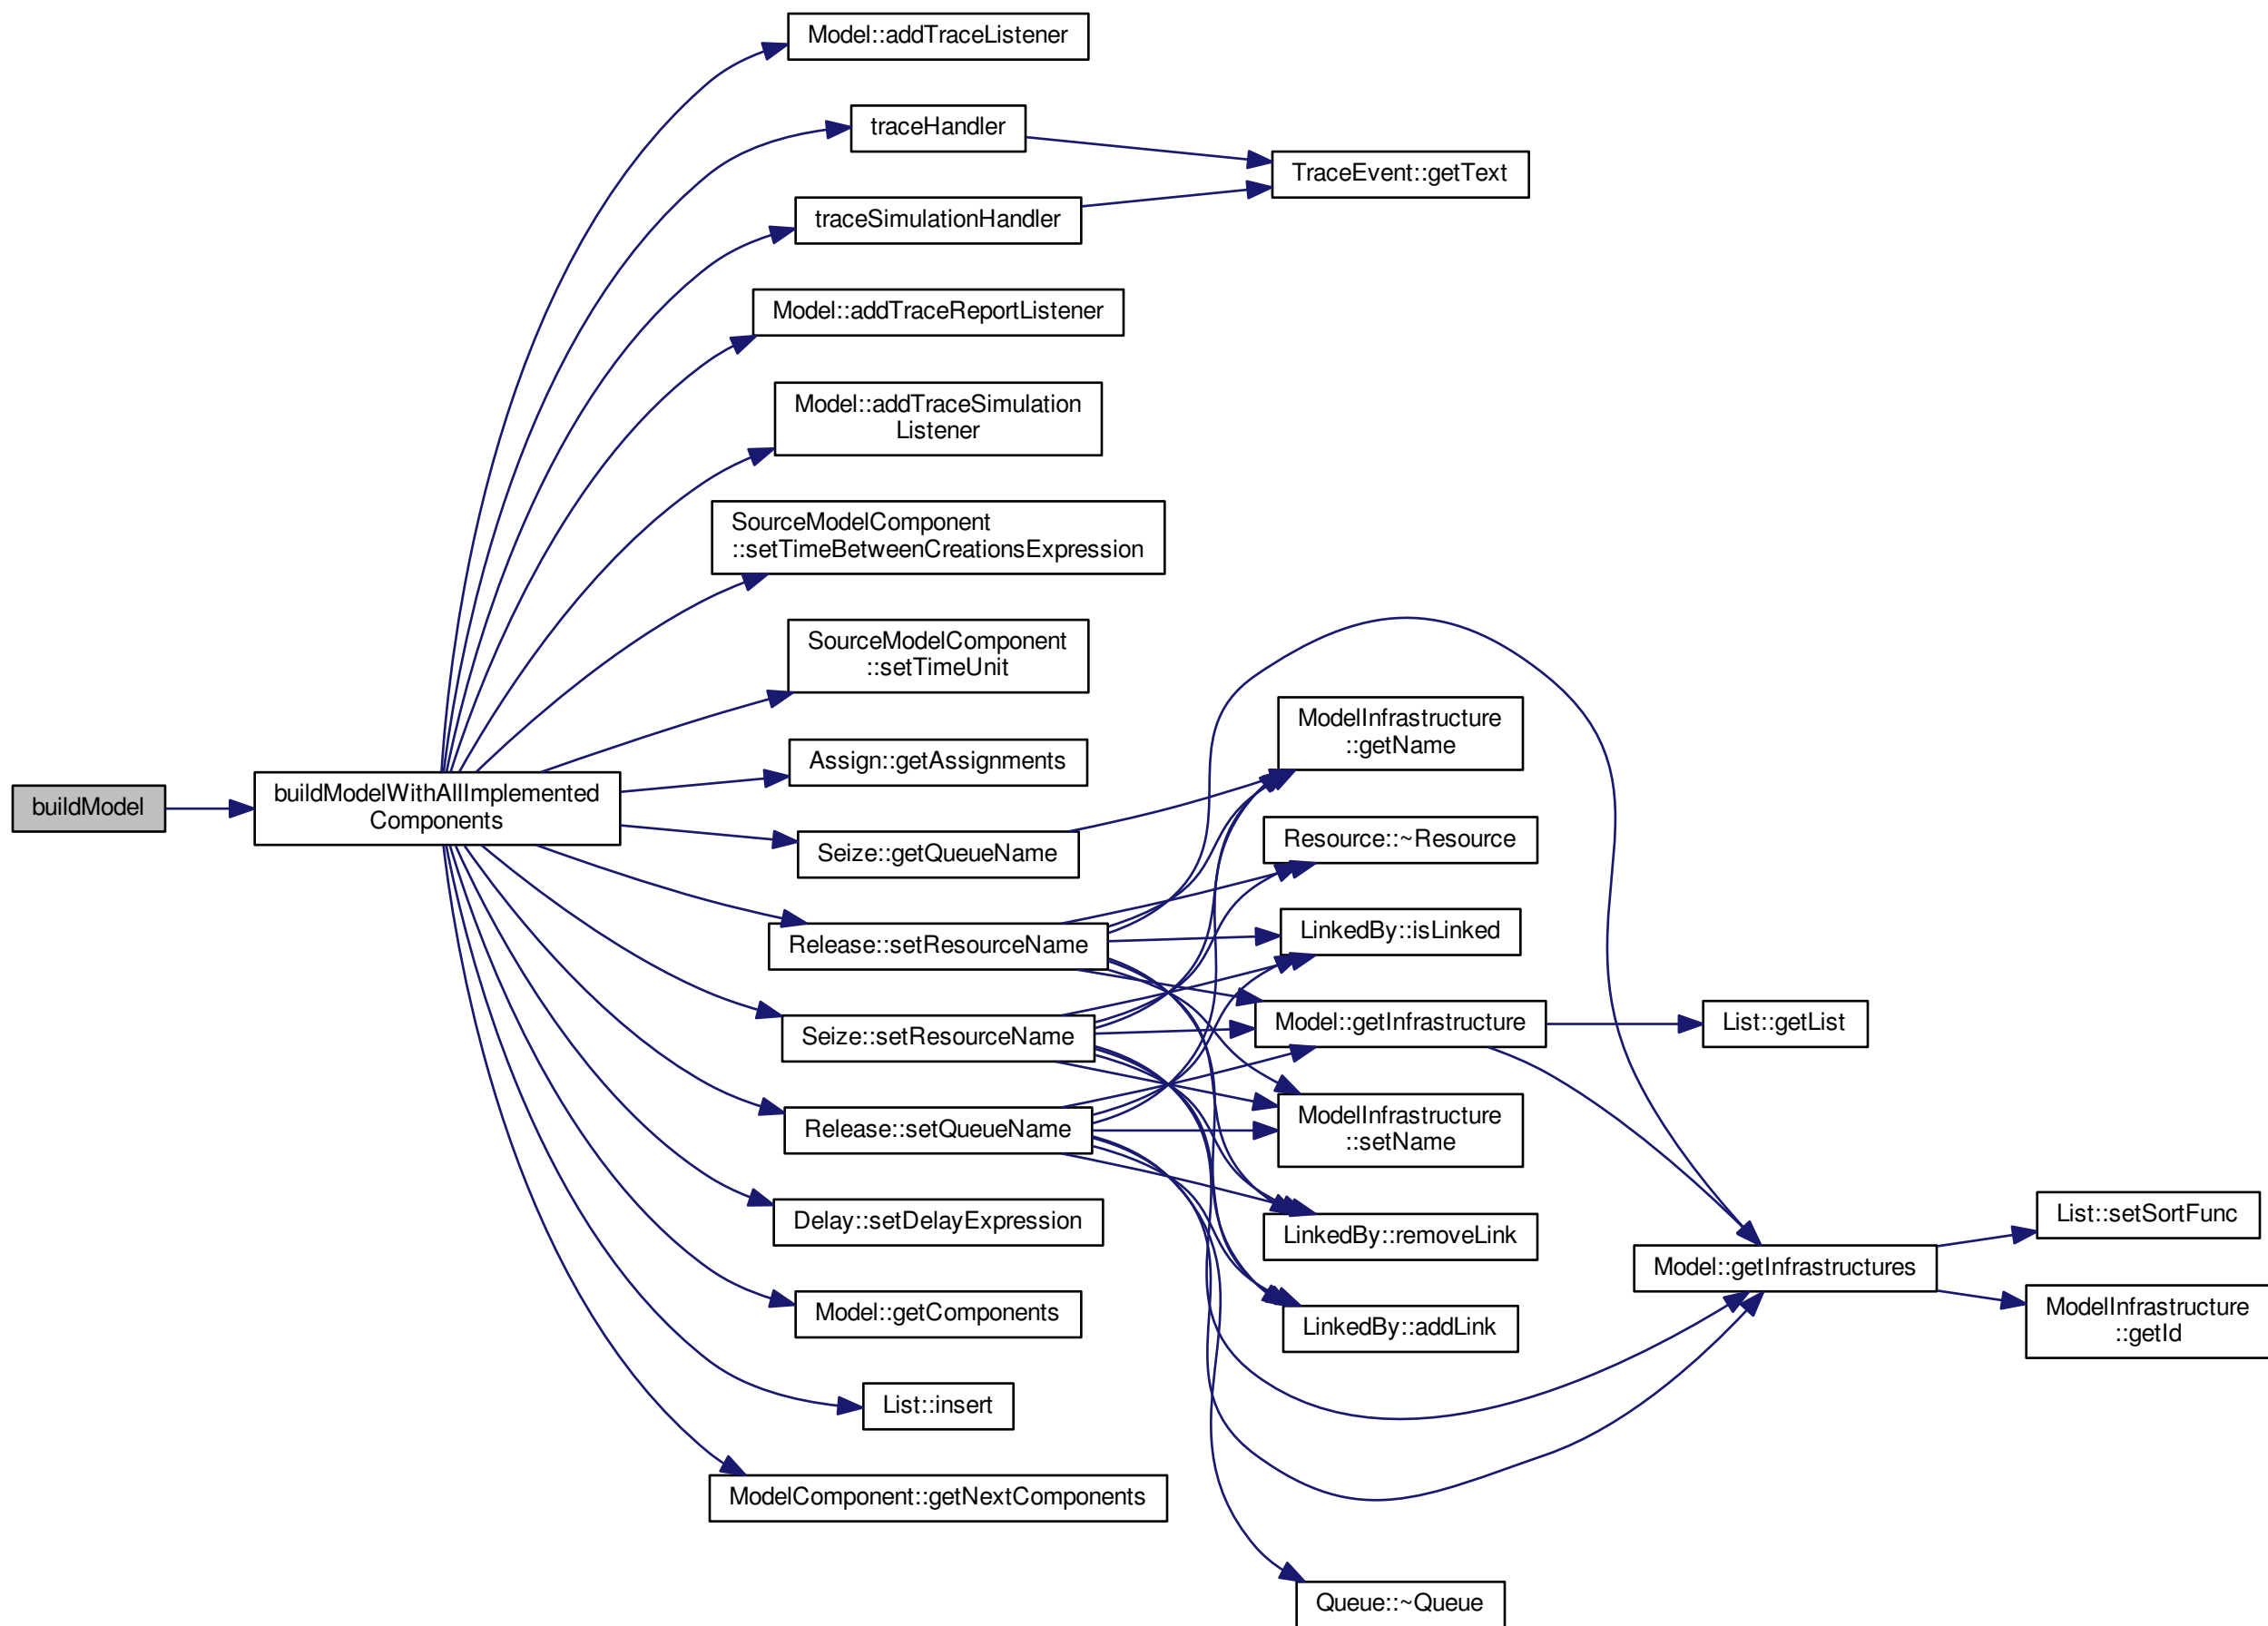 Model::addTraceListener
traceHandler
TraceEvent::getText
traceSimulationHandler
Model::addTraceReportListener
Model::addTraceSimulation
Listener
SourceModelComponent
::setTimeBetweenCreationsExpression
SourceModelComponent
::setTimeUnit
ModelInfrastructure
::getName
Assign::getAssignments
buildModel
buildModelWithAllImplemented
Components
Seize::getQueueName
Resource::~Resource
Release::setResourceName
LinkedBy::isLinked
Seize::setResourceName
Model::getInfrastructure
List::getList
Release::setQueueName
ModelInfrastructure
::setName
Delay::setDelayExpression
LinkedBy::removeLink
List::setSortFunc
Model::getInfrastructures
Model::getComponents
LinkedBy::addLink
ModelInfrastructure
::getId
List::insert
ModelComponent::getNextComponents
Queue::~Queue